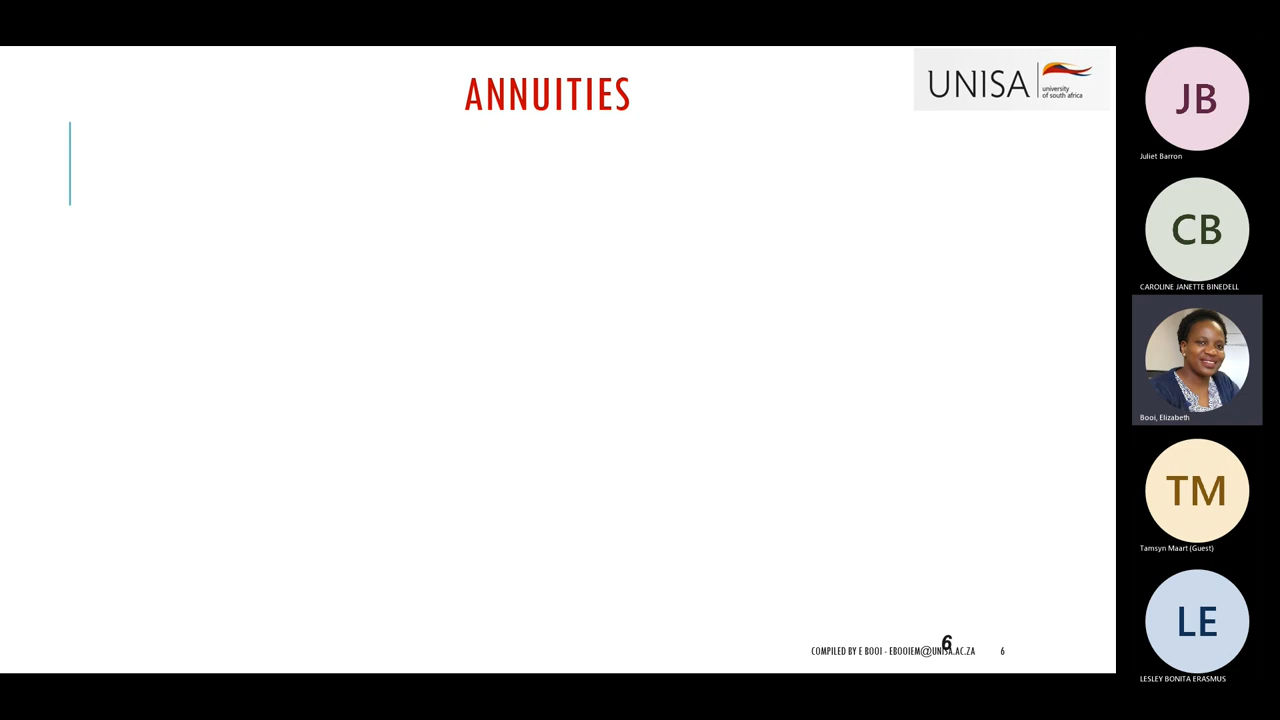 ANNUITIES
UNISA
university
of south africa
6
COMPILED BY E BOOI - EBOOIEM@UNISA.AC.ZA 6
JB
Juliet Barron
CB
CAROLINE JANETTE BINEDELL
Booi, Elizabeth
TM
Tamsyn Maart (Guest)
LE
LESLEY BONITA ERASMUS